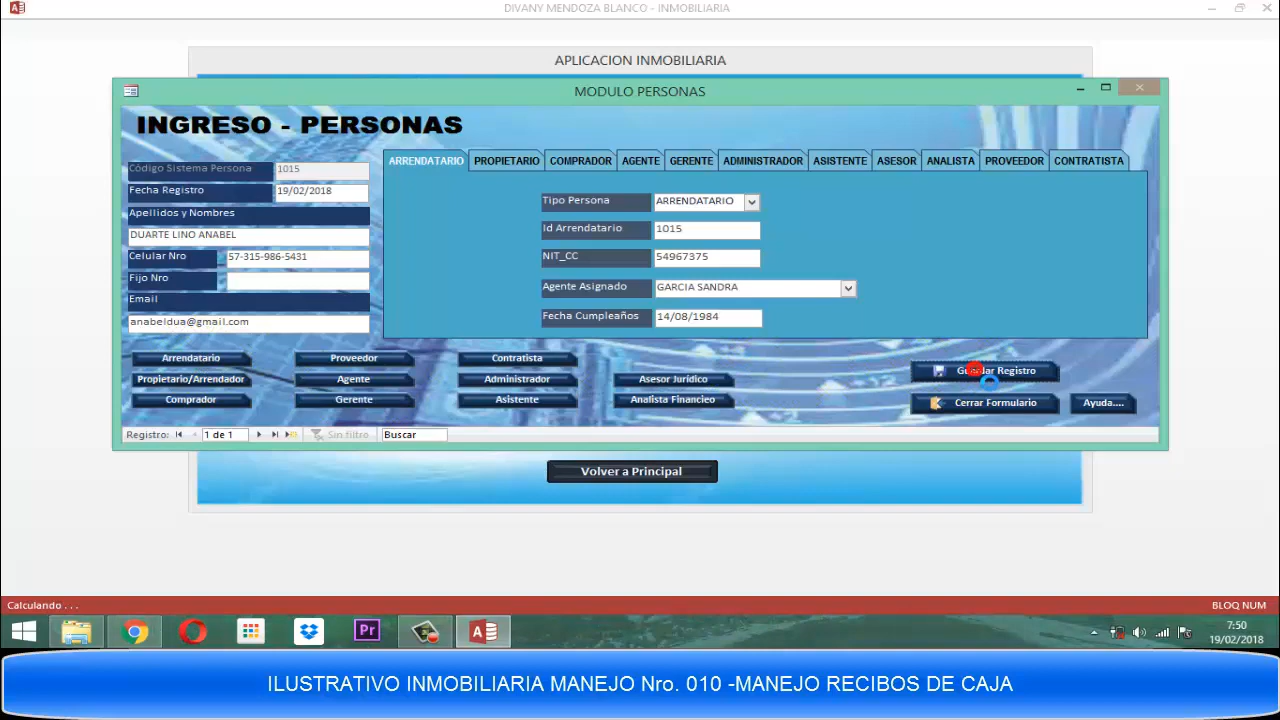 DIVANY MENDOZA BLANCO - INMOBILIARIA
APLICACION INMOBILIARIA
MODULO PERSONAS
INGRESO - PERSONAS
Código Sistema Persona 1015
Fecha Registro 19/02/2018
Apellidos y Nombres
DUARTE LINO ANABEL
Celular Nro 57-315-986-5431
Fijo Nro
Email
anabeldua@gmail.com
ARRENDATARIO PROPIETARIO COMPRADOR AGENTE GERENTE ADMINISTRADOR ASISTENTE ASESOR ANALISTA PROVEEDOR CONTRATISTA
Tipo Persona ARRENDATARIO
Id Arrendatario 1015
NIT_CC 54967375
Agente Asignado GARCIA SANDRA
Fecha Cumpleaños 14/08/1984
Arrendatario Proveedor Contratista
Propietario/Arrendador Agente Administrador Asesor Jurídico
Comprador Gerente Asistente Analista Financieo
Guardar Registro
Cerrar Formulario Ayuda....
Registro: 1 de 1 Sin filtro Buscar
Volver a Principal
Calculando . . . BLOQ NUM
Pr
7:50
19/02/2018
ILUSTRATIVO INMOBILIARIA MANEJO Nro. 010 -MANEJO RECIBOS DE CAJA